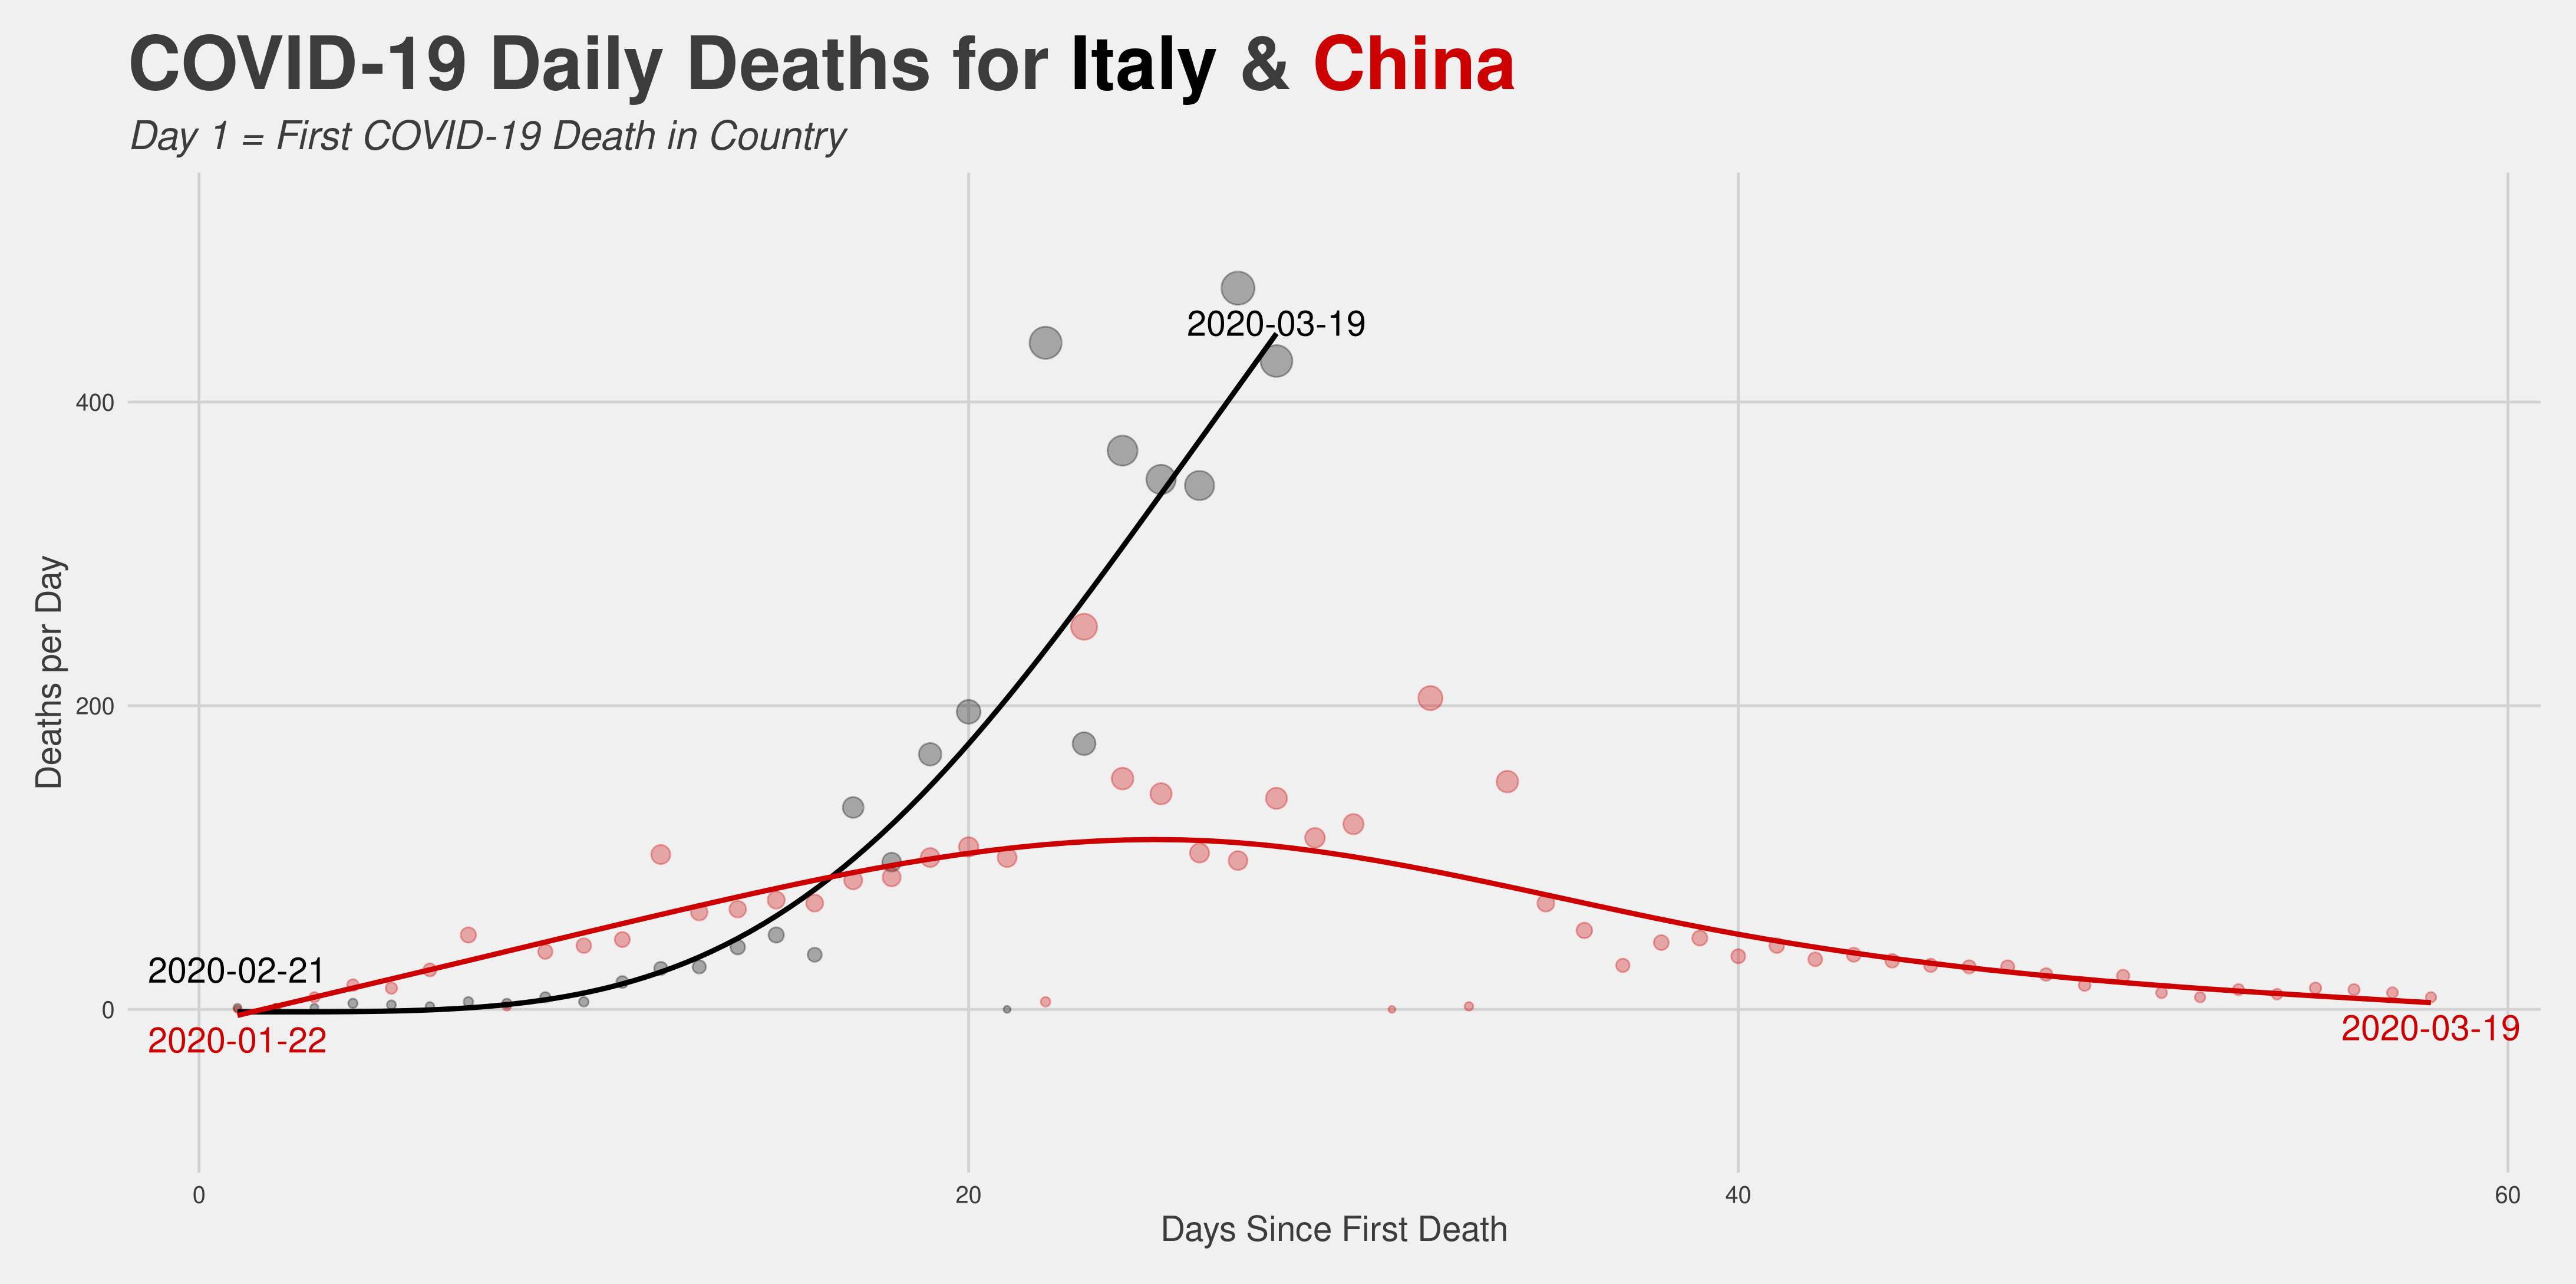 COVID-19 Daily Deaths for Italy & China
Day 1 = First COVID-19 Death in Country
2020-03-19
400
Deaths per Day
200
2020-02-21
0
2020-01-22
2020-03-19
0 20 40 60
Days Since First Death